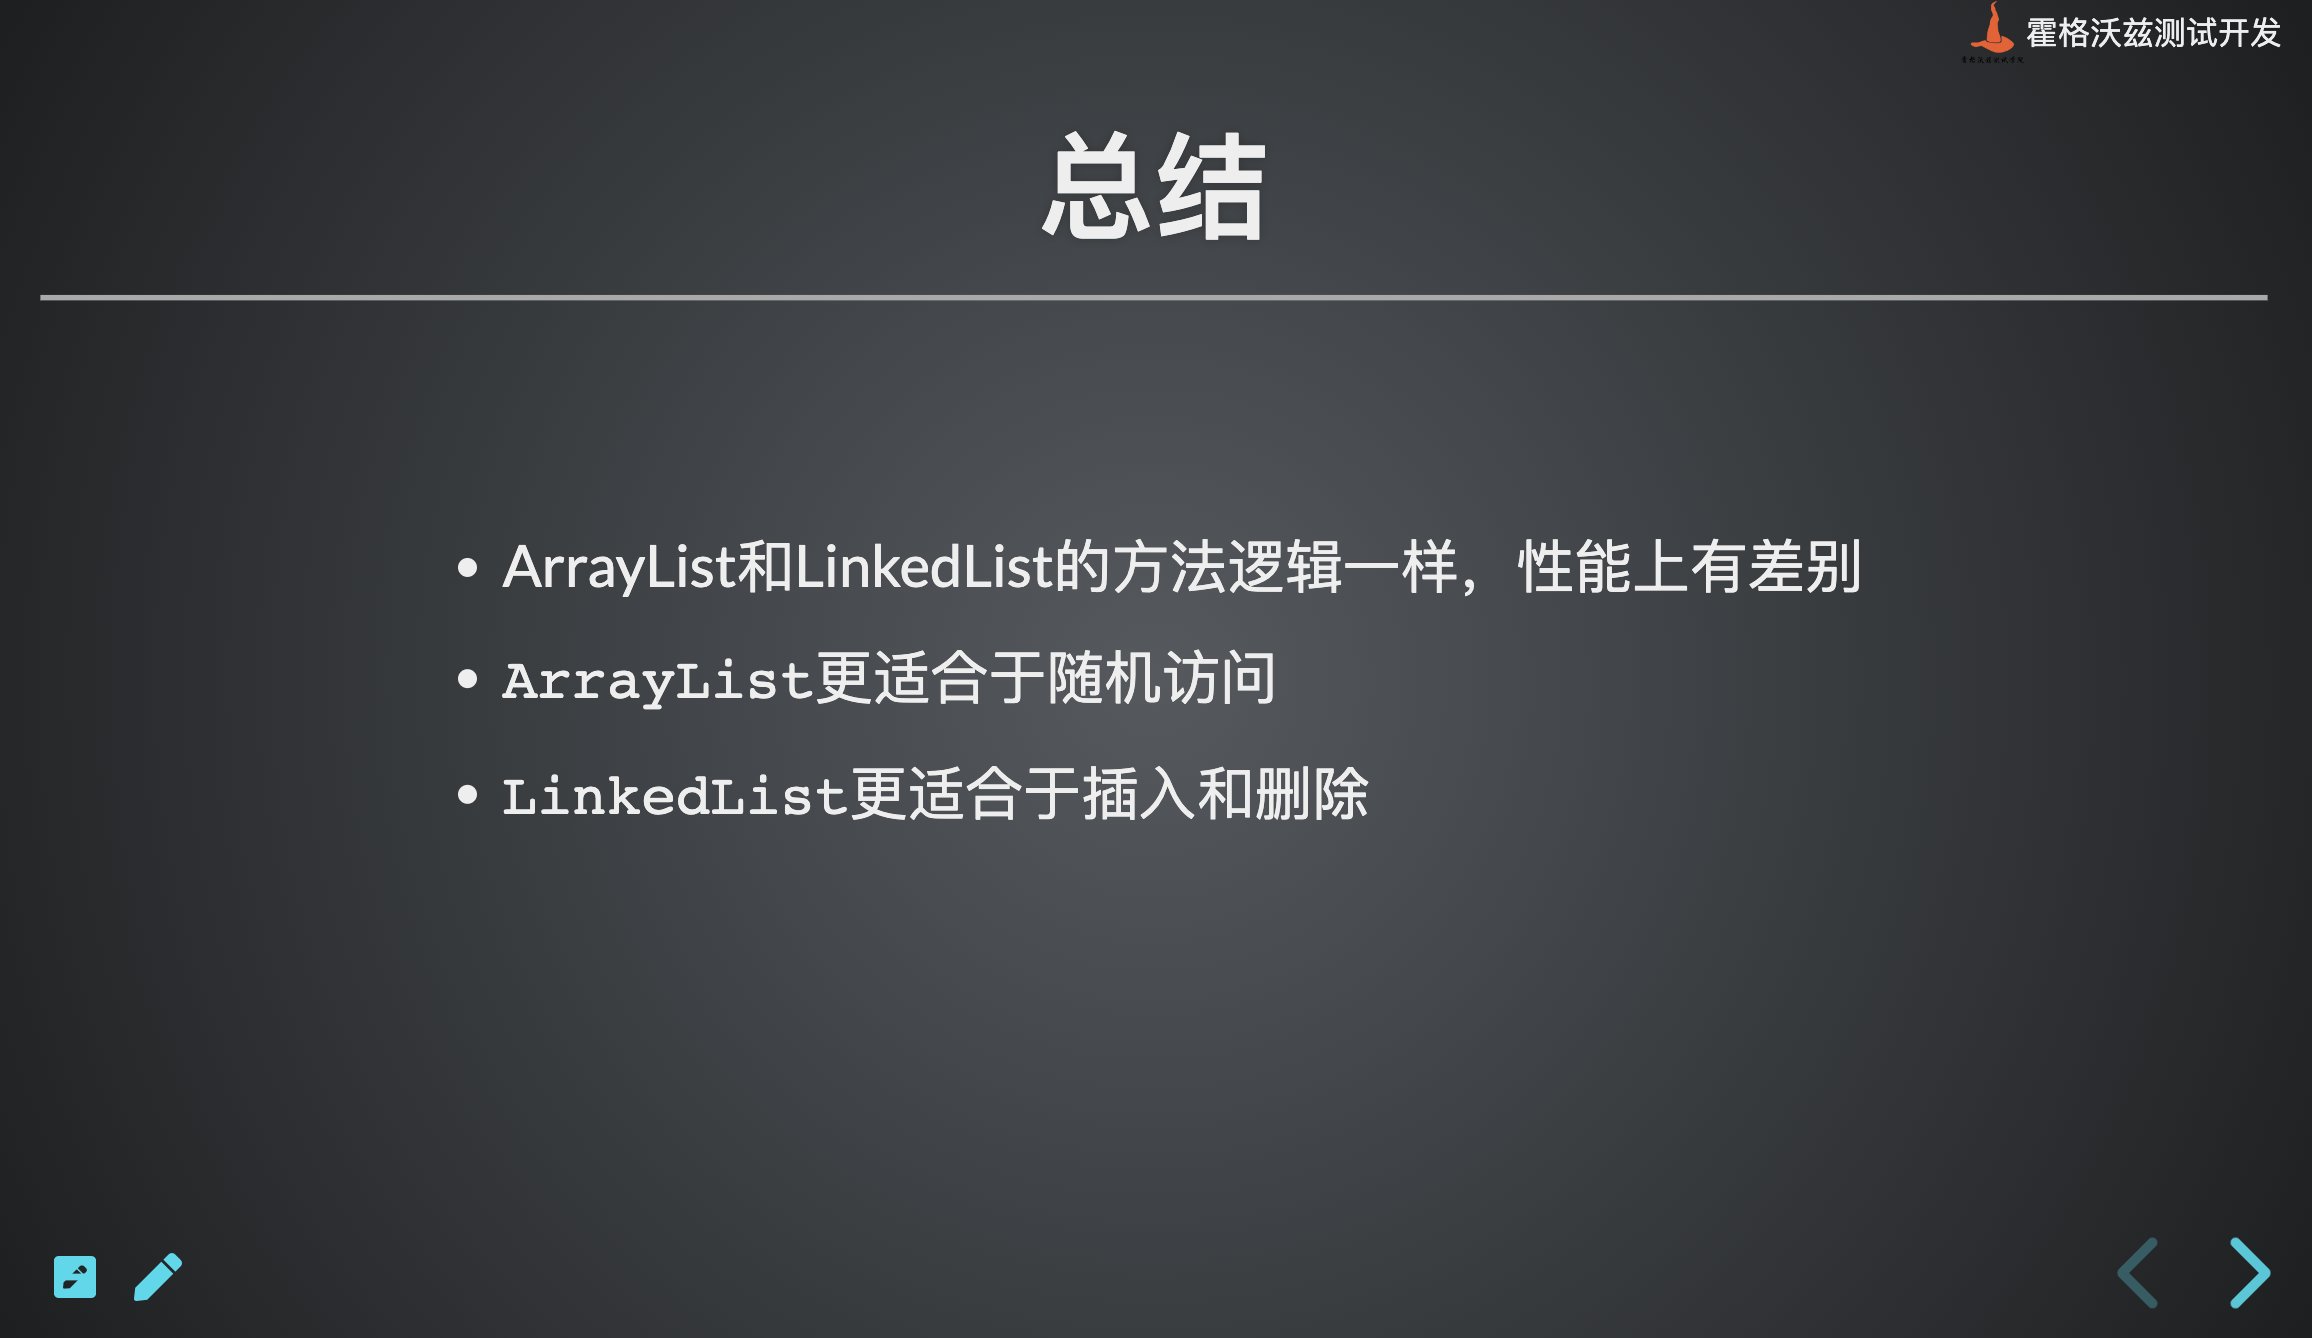 霍格沃兹测试开发
总结
ArrayList和LinkedList的方法逻辑一样，性能上有差别
ArrayList更适合于随机访问
LinkedList更适合于插入和删除